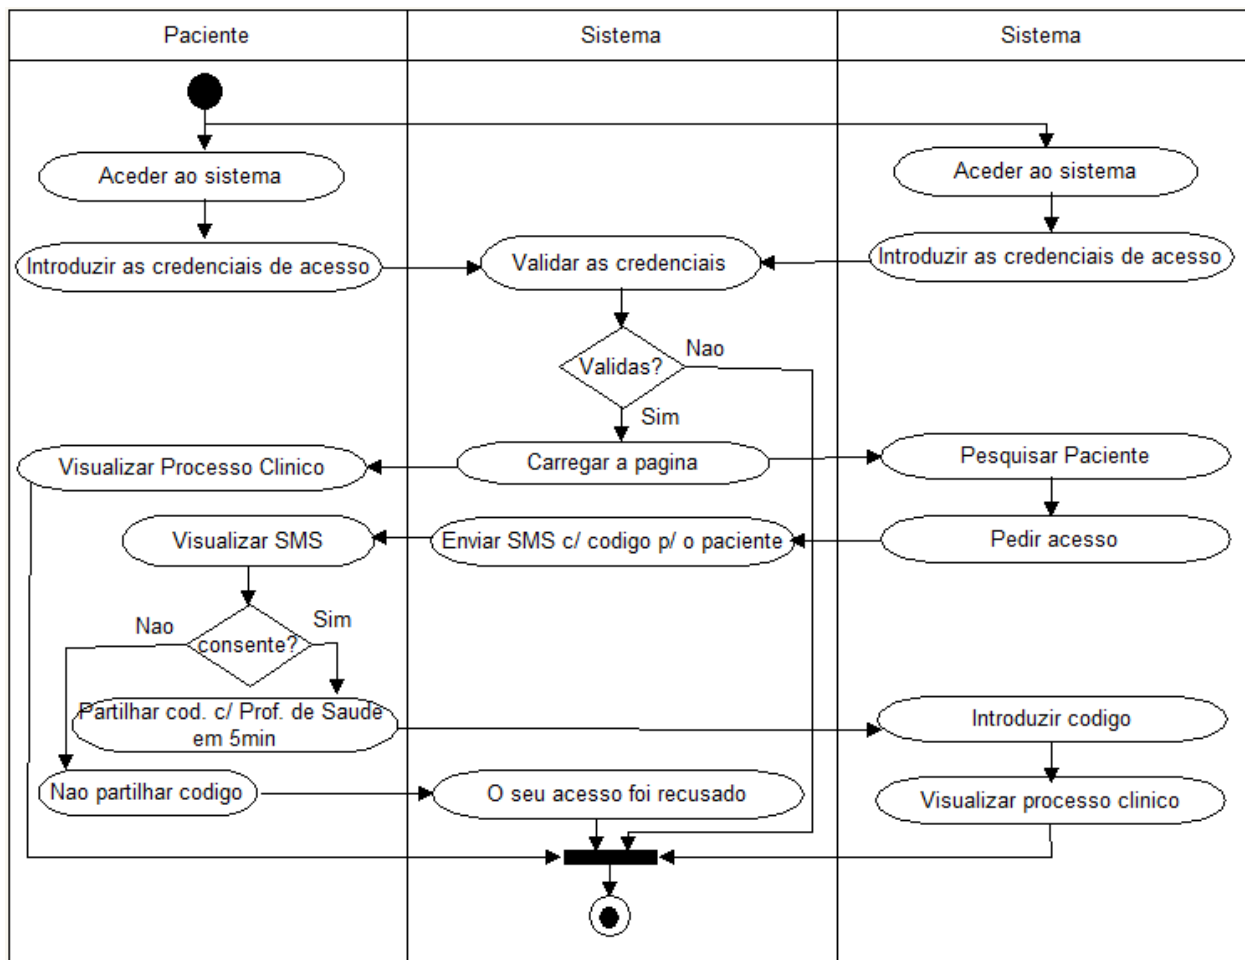 Paciente
Sistema
Sistema
Aceder ao sistema
Aceder ao sistema
Introduzir as credenciais de acesso
Validar as credenciais
Introduzir as credenciais de acesso
Validas?
Nao
Sim
Visualizar Processo Clinico
Carregar a pagina
Pesquisar Paciente
Visualizar SMS
Enviar SMS c/ codigo p/ o paciente
Pedir acesso
Nao
consente?
Sim
Partilhar cod. c/ Prof. de Saude
em 5min
Introduzir codigo
Nao partilhar codigo
O seu acesso foi recusado
Visualizar processo clinico